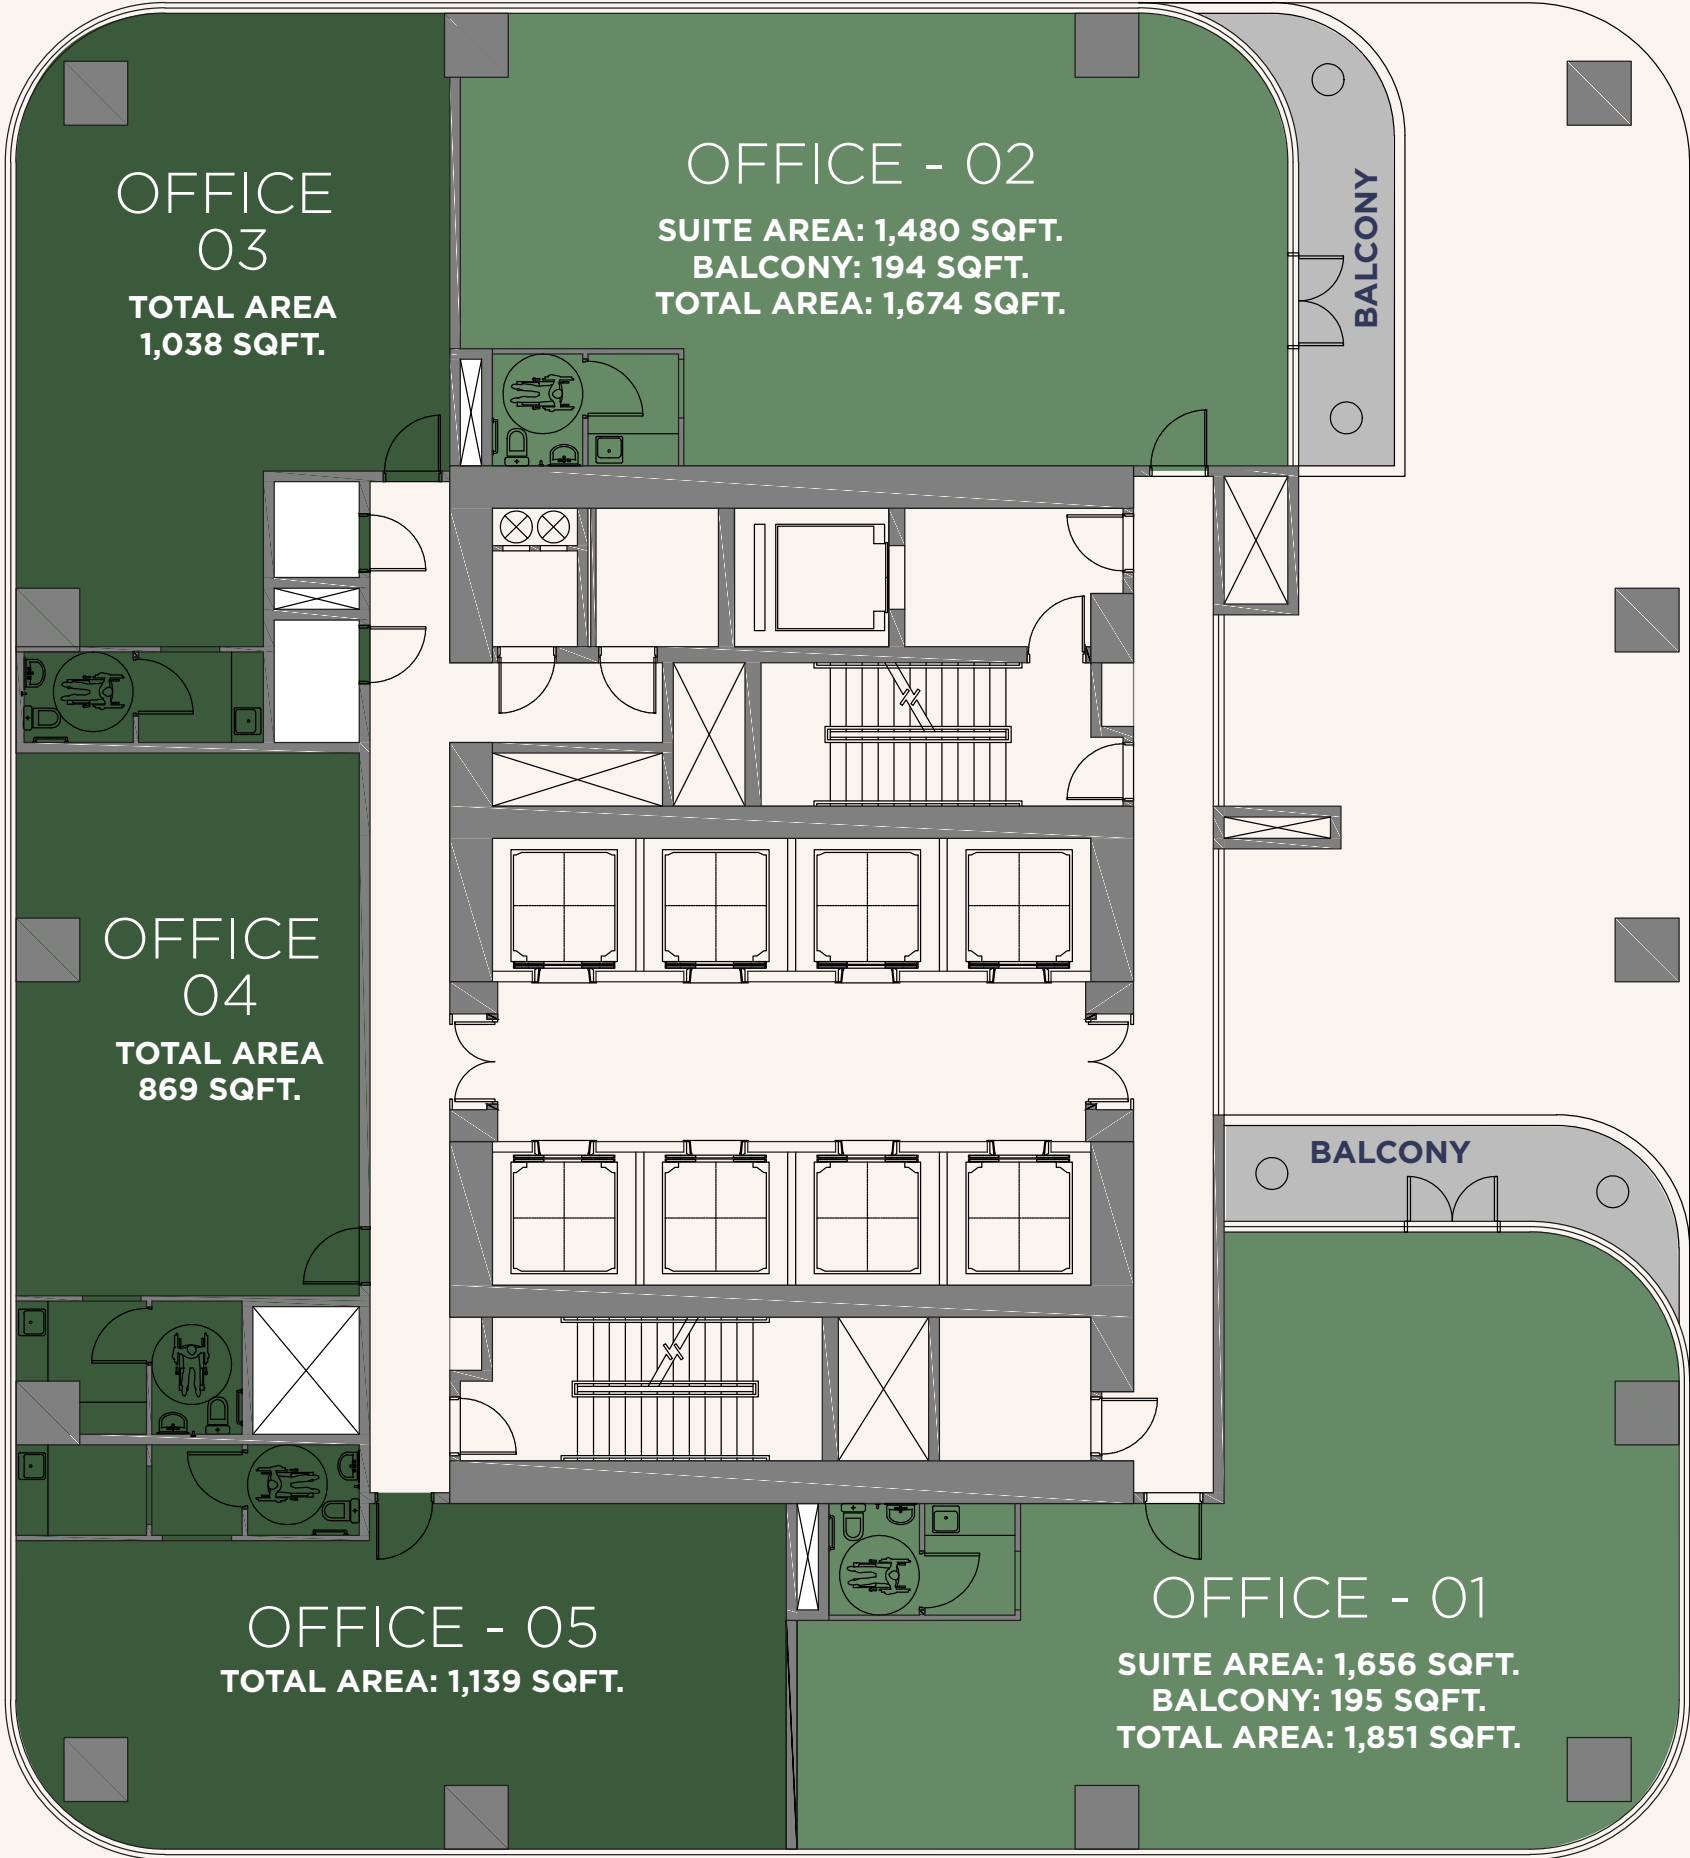 OFFICE
03
TOTAL AREA
1,038 SQFT.
OFFICE - 02
SUITE AREA: 1,480 SQFT.
BALCONY: 194 SQFT.
TOTAL AREA: 1,674 SQFT.
BALCONY
OFFICE
04
TOTAL AREA
869 SQFT.
BALCONY
OFFICE - 05
TOTAL AREA: 1,139 SQFT.
OFFICE - 01
SUITE AREA: 1,656 SQFT.
BALCONY: 195 SQFT.
TOTAL AREA: 1,851 SQFT.